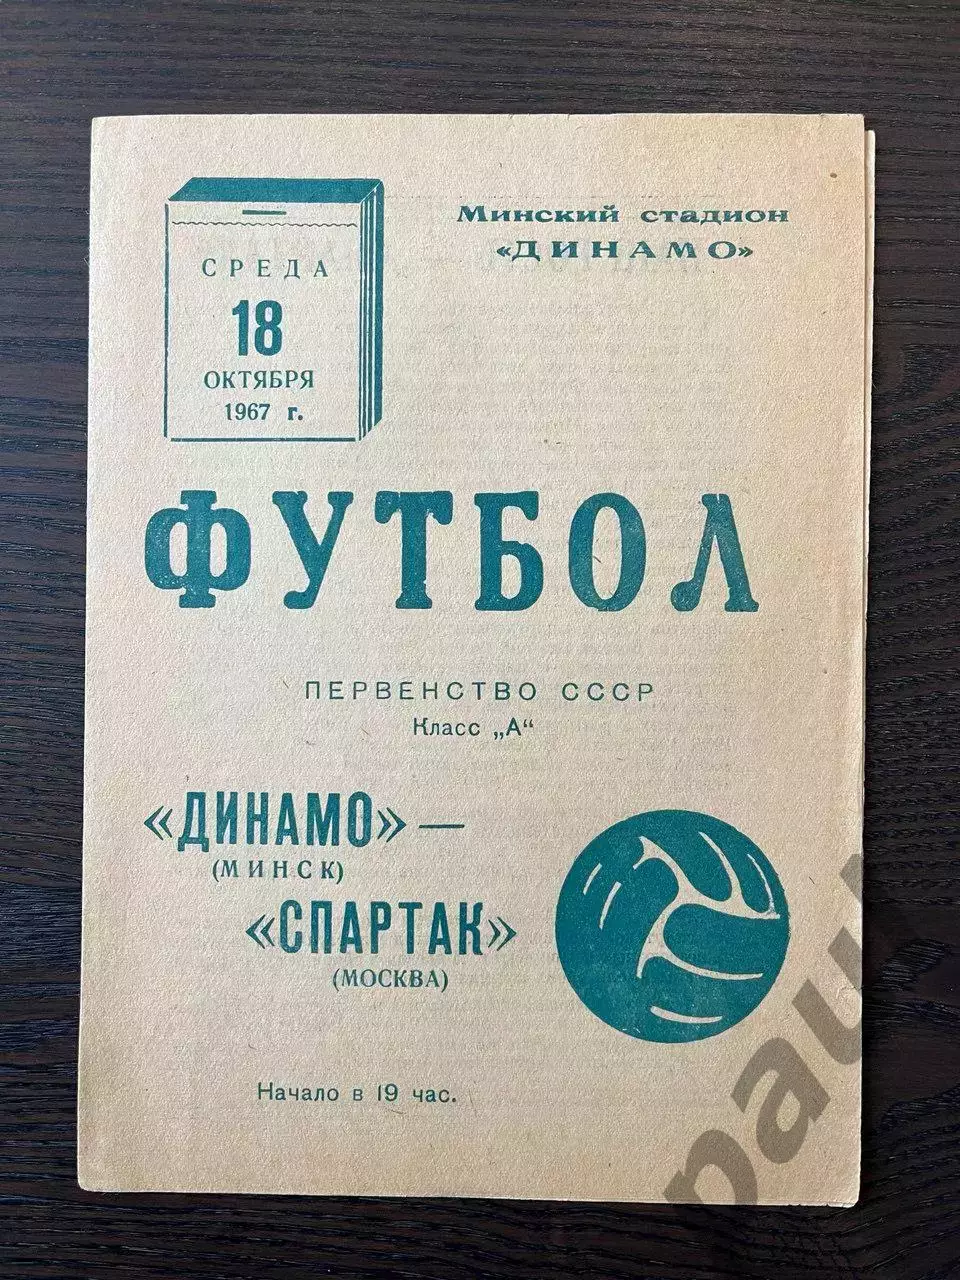 СРЕДА
18
ОКТЯБРЯ
1967 г.
Минский стадион
«ДИНАМО»
ФУТБОЛ
ПЕРВЕНСТВО СССР
Класс „А“
«ДИНАМО» —
(МИНСК)
«СПАРТАК»
(МОСКВА)
Начало в 19 час.